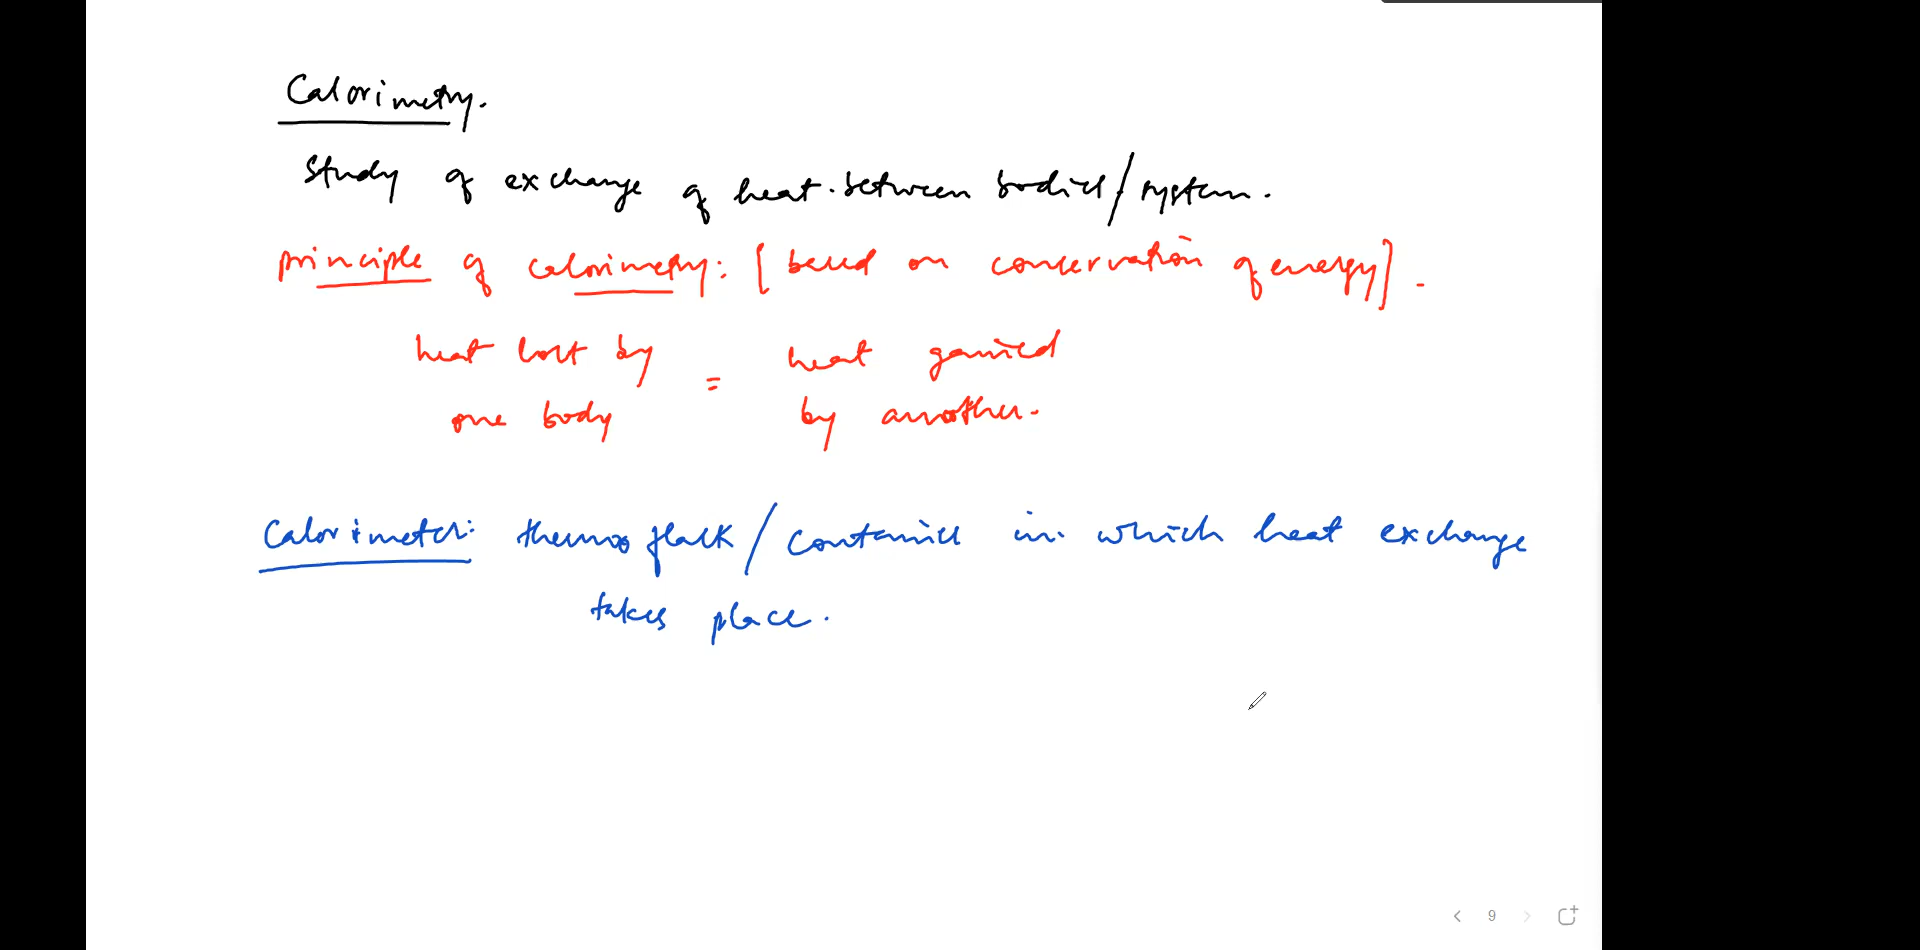 Calorimetry.
Study of exchange of heat between bodies/system.
principle of calorimetry: [based on conservation of energy].
heat lost by = heat gained
one body by another.
Calorimeter: thermo flask/container in which heat exchange
takes place.
9